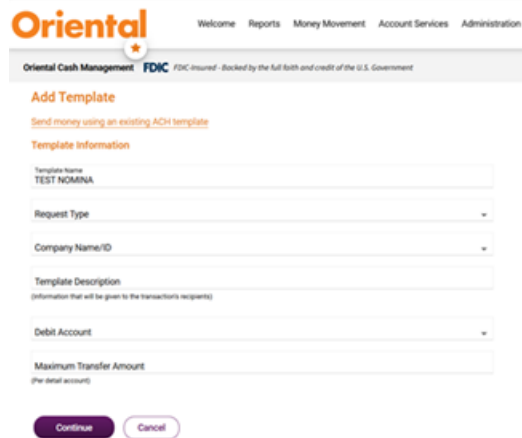 Oriental
Welcome Reports Money Movement Account Services Administration
Oriental Cash Management FDIC FDIC-Insured - Backed by the full faith and credit of the U.S. Government
Add Template
Send money using an existing ACH template
Template Information
Template Name
TEST NOMINA
Request Type
Company Name/ID
Template Description
(Information that will be given to the transaction's recipients)
Debit Account
Maximum Transfer Amount
(Per detail account)
Continue Cancel